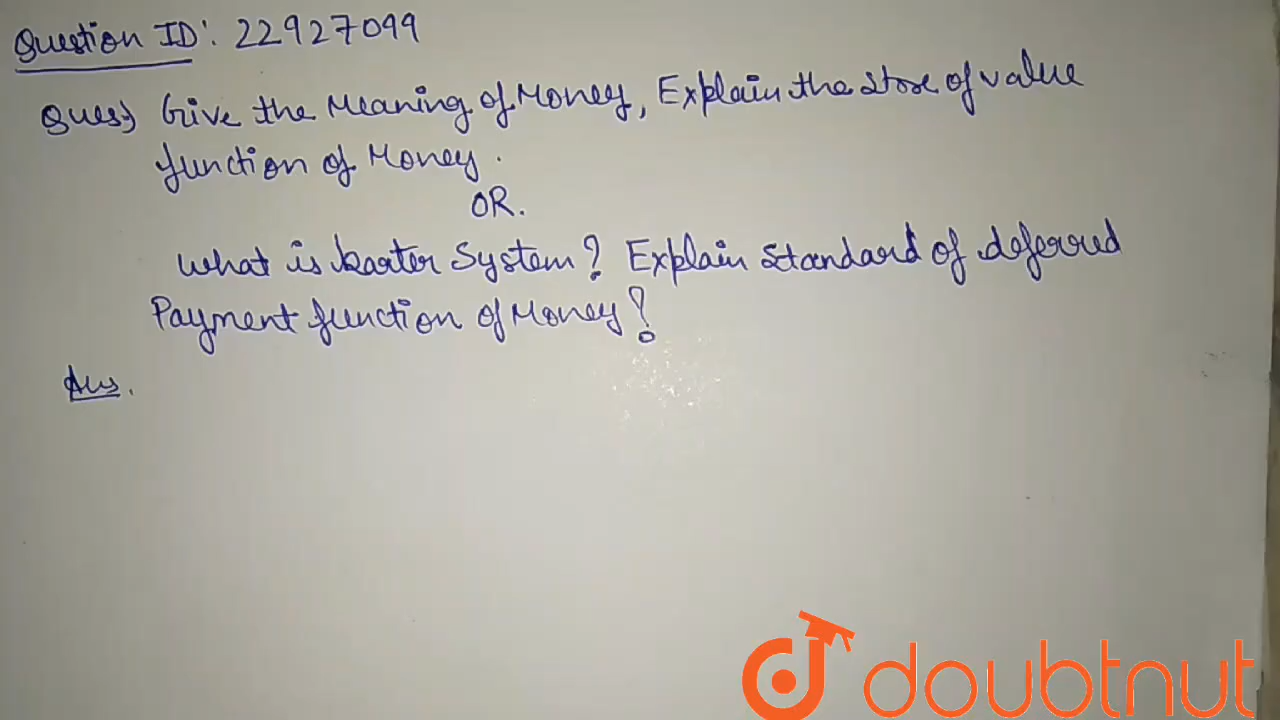 Question ID: 22927099
Ques) Give the Meaning of Money, Explain the store of value
function of Money.
OR.
What is barter System? Explain standard of deferred
Payment function of Money?
Ans.
doubtnut